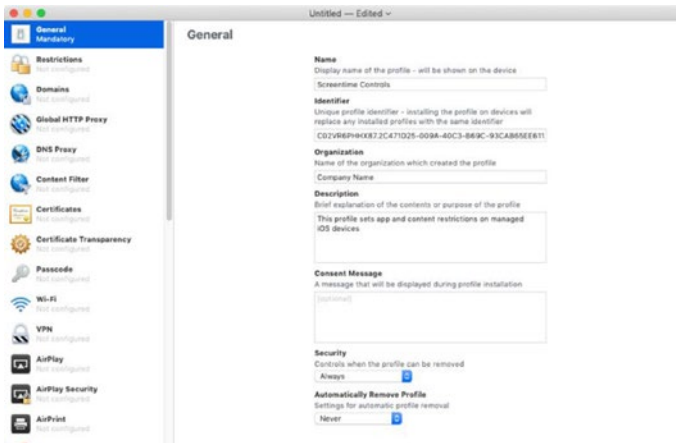 Untitled — Edited
General
Mandatory
Restrictions
Not configured
Domains
Not configured
Global HTTP Proxy
Not configured
DNS Proxy
Not configured
Content Filter
Not configured
Certificates
Not configured
Certificate Transparency
Not configured
Passcode
Not configured
Wi-Fi
Not configured
VPN
Not configured
AirPlay
Not configured
AirPlay Security
Not configured
AirPrint
Not configured
General
Name
Display name of the profile - will be shown on the device
Screentime Controls
Identifier
Unique profile identifier - installing the profile on devices will
replace any installed profiles with the same identifier
Organization
Name of the organization which created the profile
Company Name
Description
Brief explanation of the contents or purpose of the profile
This profile sets app and content restrictions on managed
iOS devices
Consent Message
A message that will be displayed during profile installation
[optional]
Security
Controls when the profile can be removed
Always
Automatically Remove Profile
Settings for automatic profile removal
Never